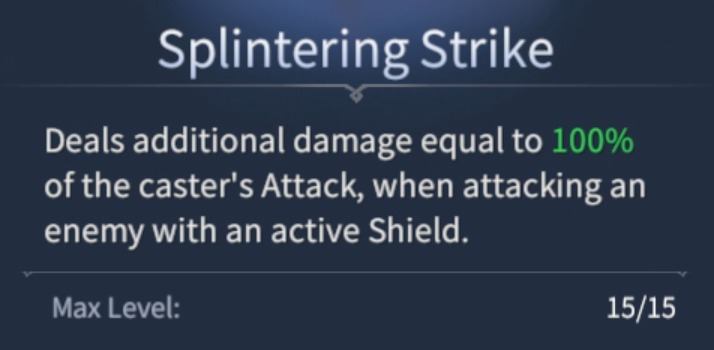 Splintering Strike
Deals additional damage equal to 100%
of the caster's Attack, when attacking an
enemy with an active Shield.
Max Level: 15/15